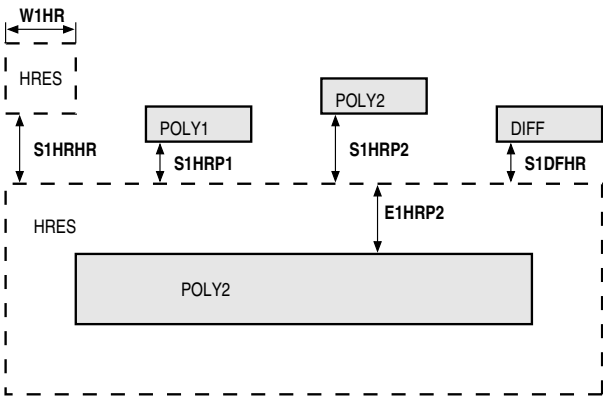 W1HR
HRES
POLY1
POLY2
DIFF
S1HRHR
S1HRP1
S1HRP2
S1DFHR
HRES
E1HRP2
POLY2